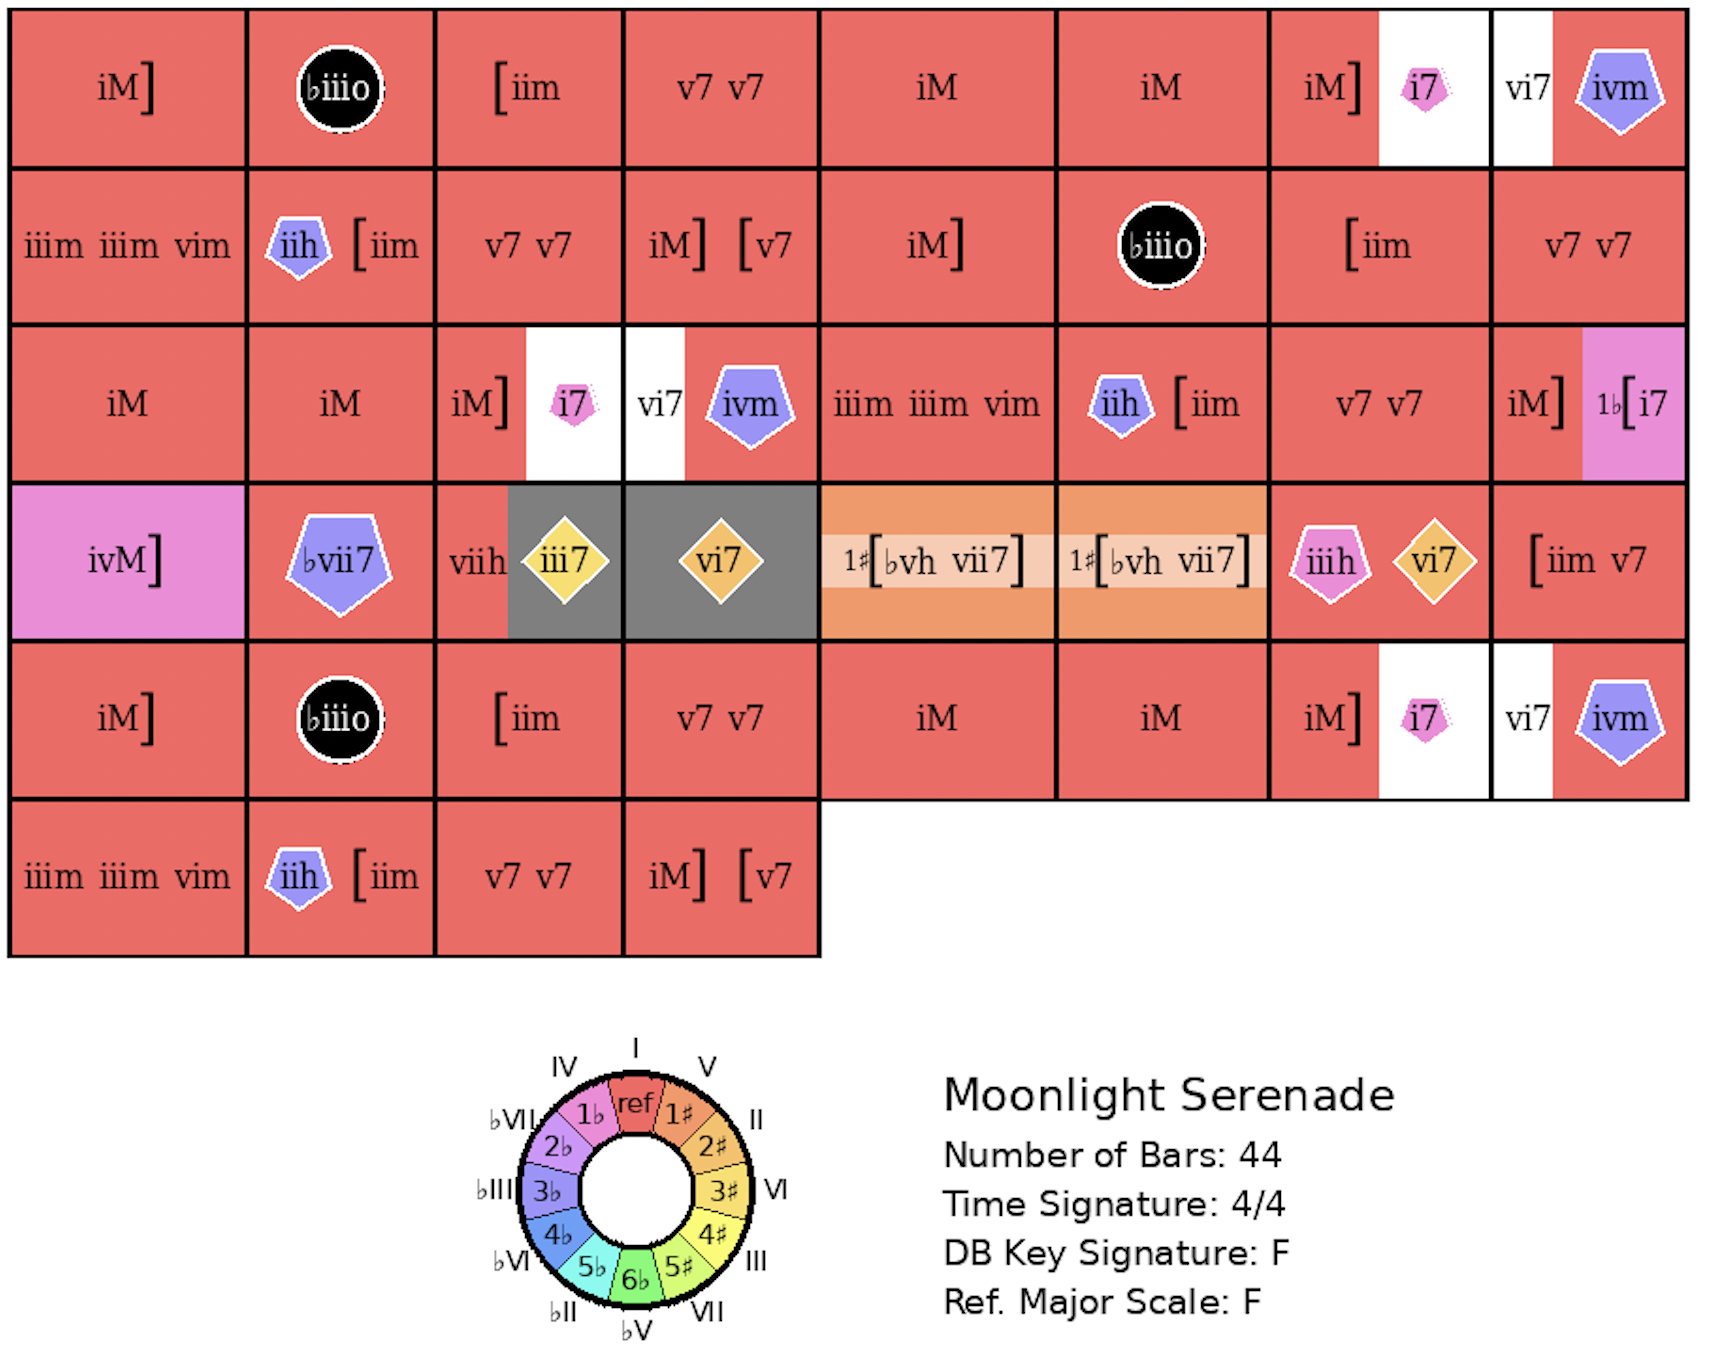 iM] ♭iiio [iim v7 v7 iM iM iM] i7 vi7 ivm
iiim iiim vim iih [iim v7 v7 iM] [v7 iM] ♭iiio [iim v7 v7
iM iM iM] i7 vi7 ivm iiim iiim vim iih [iim v7 v7 iM] 1♭[i7
ivM] ♭vii7 viih iii7 vi7 1♯[♭vh vii7] 1♯[♭vh vii7] iiih vi7 [iim v7
iM] ♭iiio [iim v7 v7 iM iM iM] i7 vi7 ivm
iiim iiim vim iih [iim v7 v7 iM] [v7
I
IV V
♭VII 1♭ ref 1♯ II
2♭ 2♯
♭III 3♭ 3♯ VI
4♭ 4♯
♭VI 5♭ 6♭ 5♯ III
♭II VII
♭V
Moonlight Serenade
Number of Bars: 44
Time Signature: 4/4
DB Key Signature: F
Ref. Major Scale: F